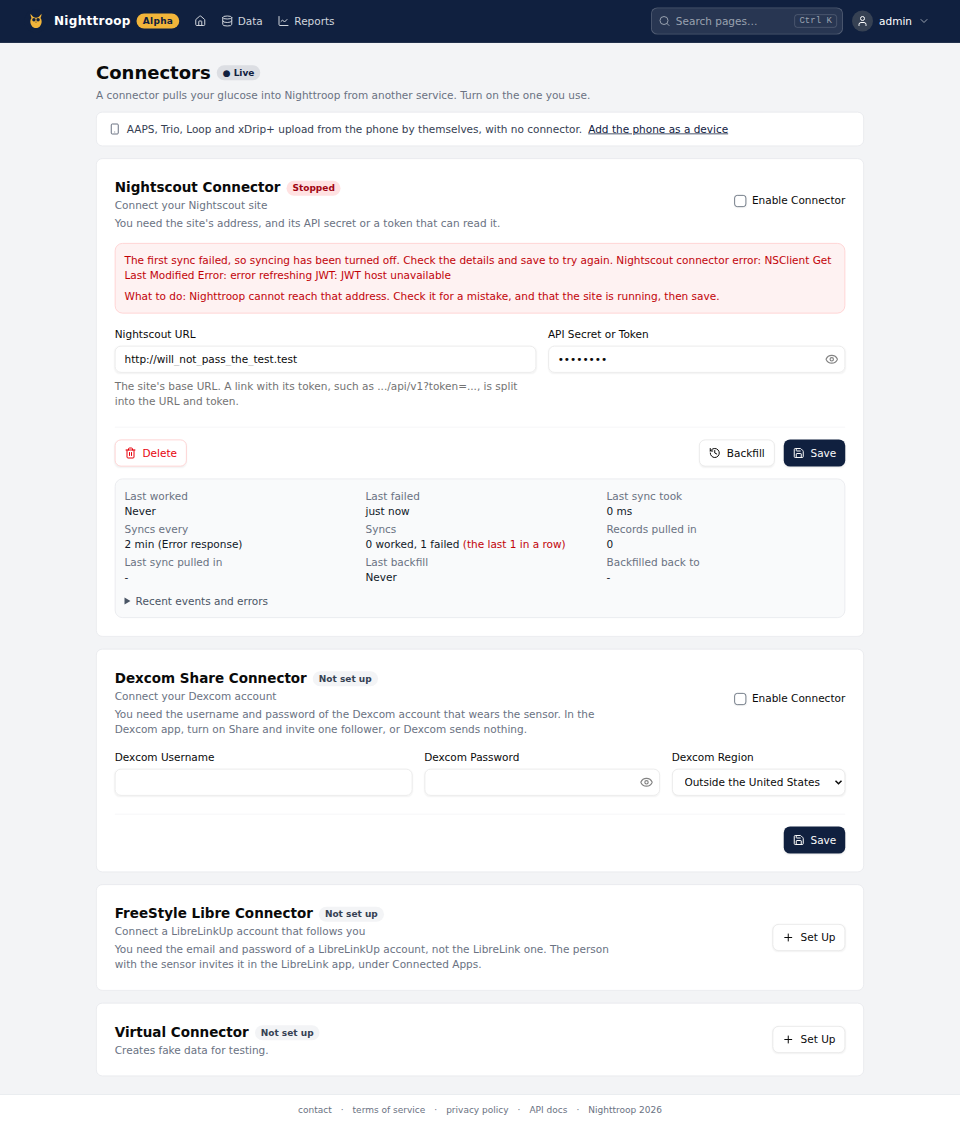 Nighttroop Alpha Data Reports Search pages... Ctrl K admin
Connectors Live
A connector pulls your glucose into Nighttroop from another service. Turn on the one you use.
AAPS, Trio, Loop and xDrip+ upload from the phone by themselves, with no connector. Add the phone as a device
Nightscout Connector Stopped
Connect your Nightscout site
You need the site's address, and its API secret or a token that can read it.
Enable Connector
The first sync failed, so syncing has been turned off. Check the details and save to try again. Nightscout connector error: NSClient Get
Last Modified Error: error refreshing JWT: JWT host unavailable
What to do: Nighttroop cannot reach that address. Check it for a mistake, and that the site is running, then save.
Nightscout URL API Secret or Token
http://will_not_pass_the_test.test ••••••••
The site's base URL. A link with its token, such as .../api/v1?token=..., is split
into the URL and token.
Delete Backfill Save
Last worked Last failed Last sync took
Never just now 0 ms
Syncs every Syncs Records pulled in
2 min (Error response) 0 worked, 1 failed (the last 1 in a row) 0
Last sync pulled in Last backfill Backfilled back to
- Never -
Recent events and errors
Dexcom Share Connector Not set up
Connect your Dexcom account
You need the username and password of the Dexcom account that wears the sensor. In the
Dexcom app, turn on Share and invite one follower, or Dexcom sends nothing.
Enable Connector
Dexcom Username Dexcom Password Dexcom Region
Outside the United States
Save
FreeStyle Libre Connector Not set up
Connect a LibreLinkUp account that follows you
You need the email and password of a LibreLinkUp account, not the LibreLink one. The person
with the sensor invites it in the LibreLink app, under Connected Apps.
Set Up
Virtual Connector Not set up
Creates fake data for testing.
Set Up
contact · terms of service · privacy policy · API docs · Nighttroop 2026